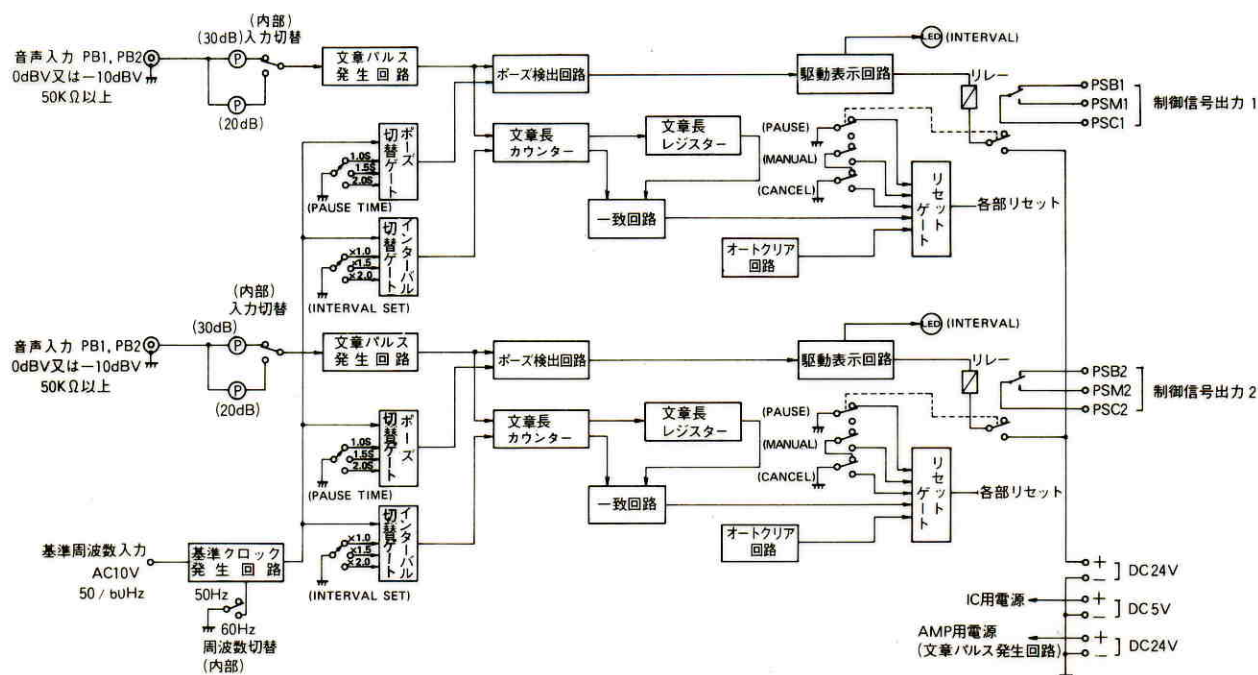 (内部)
(30dB)入力切替
音声入力 PB1, PB2
0dBV又は−10dBV
50KΩ以上
(20dB)
文章パルス
発生回路
ポーズ検出回路
駆動表示回路
LED
(INTERVAL)
リレー
PSB1
PSM1
PSC1
制御信号出力1
ポーズ
切替ゲート
1.0S
1.5S
2.0S
(PAUSE TIME)
文章長
カウンター
文章長
レジスター
一致回路
(PAUSE)
(MANUAL)
(CANCEL)
リセット
ゲート
各部リセット
オートクリア
回路
インターバル
切替ゲート
×1.0
×1.5
×2.0
(INTERVAL SET)
(内部)
入力切替
(30dB)
音声入力 PB1, PB2
0dBV又は−10dBV
50KΩ以上
(20dB)
文章パルス
発生回路
ポーズ検出回路
駆動表示回路
LED
(INTERVAL)
リレー
PSB2
PSM2
PSC2
制御信号出力2
ポーズ
切替ゲート
1.0S
1.5S
2.0S
(PAUSE TIME)
文章長
カウンター
文章長
レジスター
一致回路
(PAUSE)
(MANUAL)
(CANCEL)
リセット
ゲート
各部リセット
オートクリア
回路
インターバル
切替ゲート
×1.0
×1.5
×2.0
(INTERVAL SET)
基準周波数入力
AC10V
50/60Hz
基準クロック
発生回路
50Hz
60Hz
周波数切替
(内部)
+
−
DC24V
IC用電源
+
−
DC5V
AMP用電源
(文章パルス発生回路)
+
−
DC24V
P
P
P
P